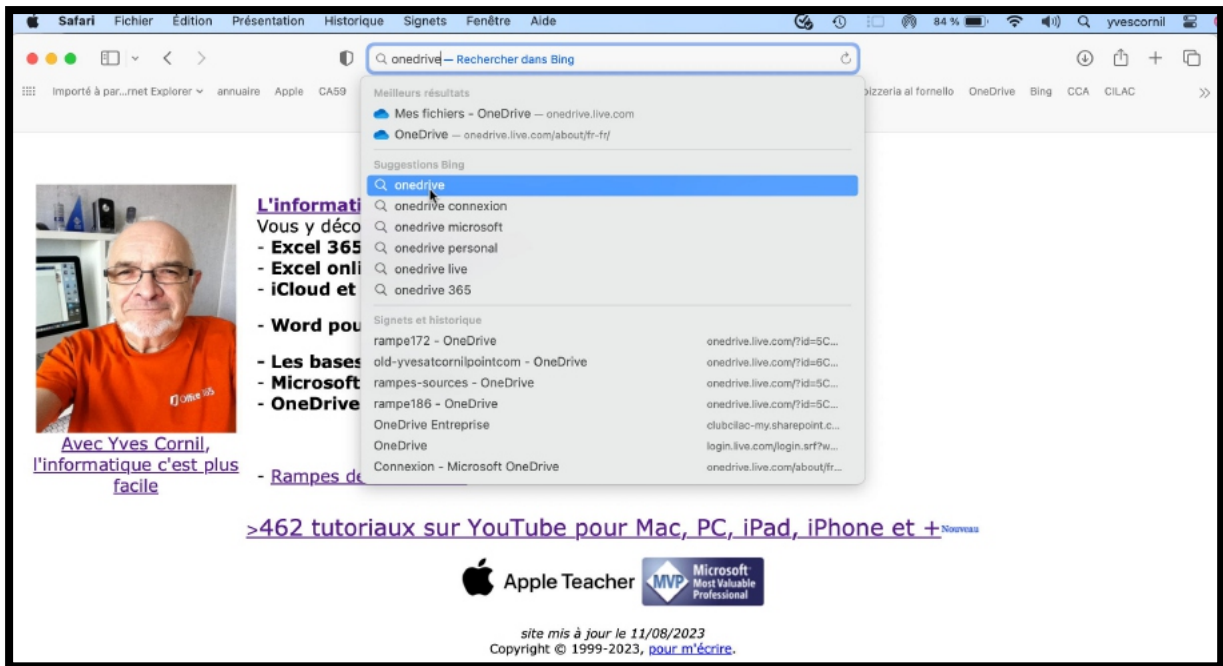 Safari Fichier Édition Présentation Historique Signets Fenêtre Aide 84 % yvescornil
onedrive — Rechercher dans Bing
Importé à par...rnet Explorer annuaire Apple CA59 pizzeria al fornello OneDrive Bing CCA CILAC
Meilleurs résultats
Mes fichiers - OneDrive — onedrive.live.com
OneDrive — onedrive.live.com/about/fr-fr/
Suggestions Bing
onedrive
onedrive connexion
onedrive microsoft
onedrive personal
onedrive live
onedrive 365
Signets et historique
rampe172 - OneDrive onedrive.live.com/?id=5C...
old-yvesatcornilpointcom - OneDrive onedrive.live.com/?id=6C...
rampes-sources - OneDrive onedrive.live.com/?id=5C...
rampe186 - OneDrive onedrive.live.com/?id=5C...
OneDrive Entreprise clubcilac-my.sharepoint.c...
OneDrive login.live.com/login.srf?w...
Connexion - Microsoft OneDrive onedrive.live.com/about/fr...
L'informati
Vous y déco
- Excel 365
- Excel onli
- iCloud et
- Word pou
- Les bases
- Microsoft
- OneDrive
- Rampes de
Office 365
Avec Yves Cornil,
l'informatique c'est plus
facile
>462 tutoriaux sur YouTube pour Mac, PC, iPad, iPhone et + Nouveau
Apple Teacher
MVP
Microsoft
Most Valuable
Professional
site mis à jour le 11/08/2023
Copyright © 1999-2023, pour m'écrire.